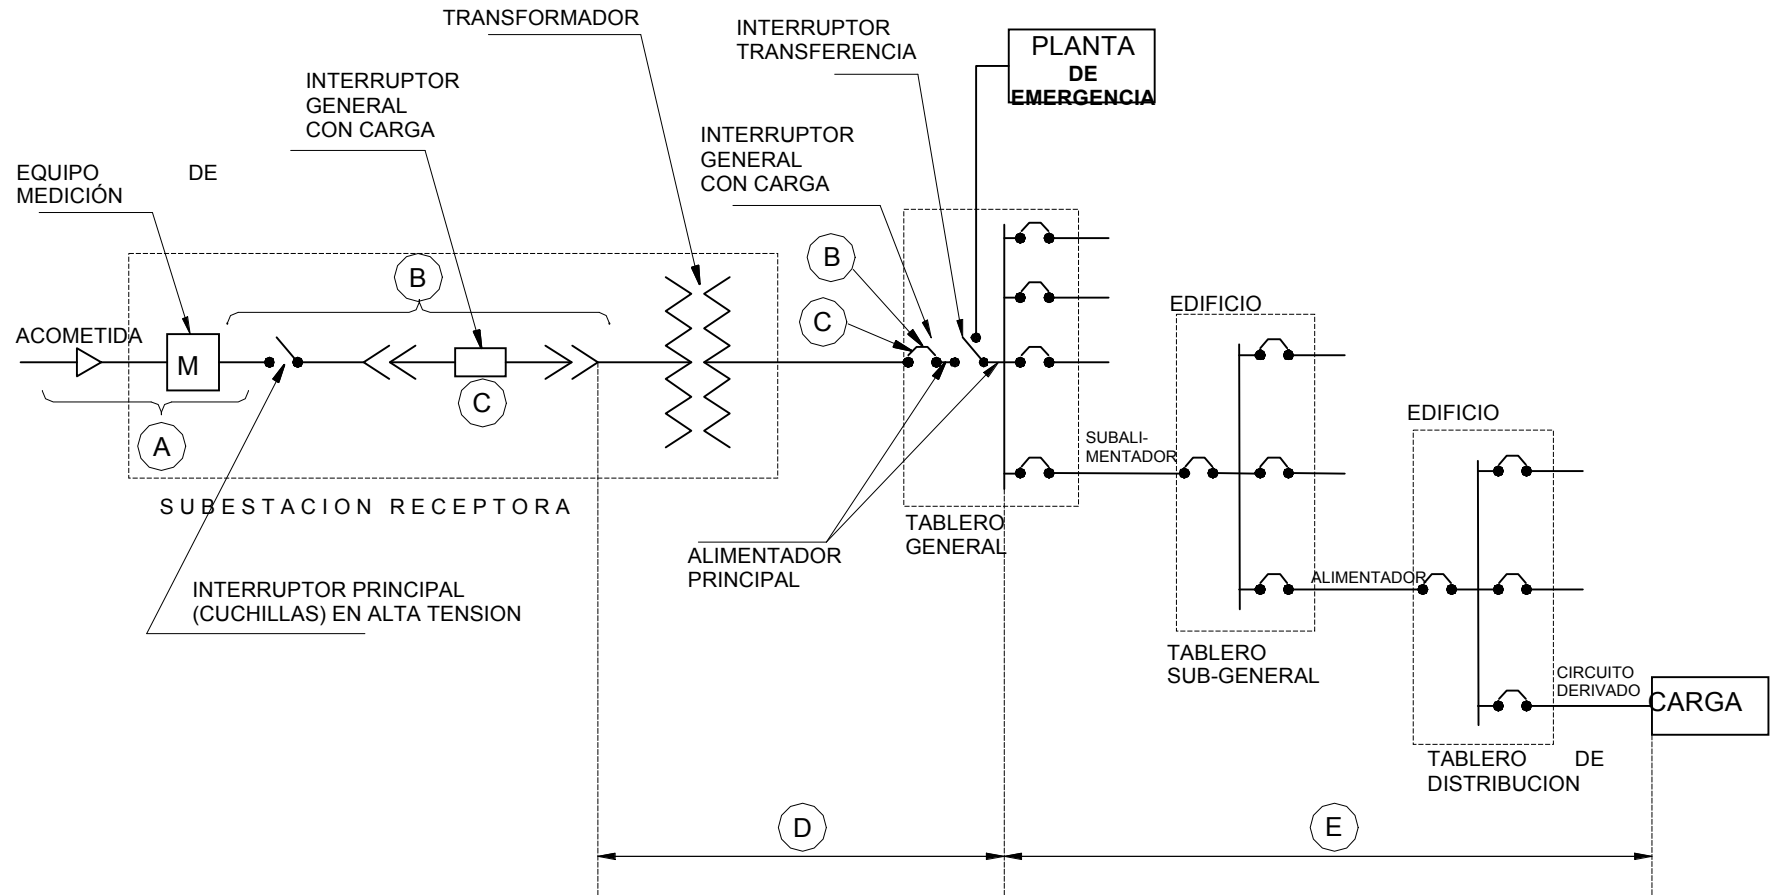 TRANSFORMADOR
INTERRUPTOR
TRANSFERENCIA
PLANTA
DE
EMERGENCIA
INTERRUPTOR
GENERAL
CON CARGA
INTERRUPTOR
GENERAL
CON CARGA
EQUIPO DE
MEDICIÓN
B
B
C
ACOMETIDA
M
C
A
SUBESTACION RECEPTORA
INTERRUPTOR PRINCIPAL
(CUCHILLAS) EN ALTA TENSION
ALIMENTADOR
PRINCIPAL
TABLERO
GENERAL
EDIFICIO
SUBALI-
MENTADOR
TABLERO
SUB-GENERAL
ALIMENTADOR
EDIFICIO
CIRCUITO
DERIVADO
CARGA
TABLERO DE
DISTRIBUCION
D
E